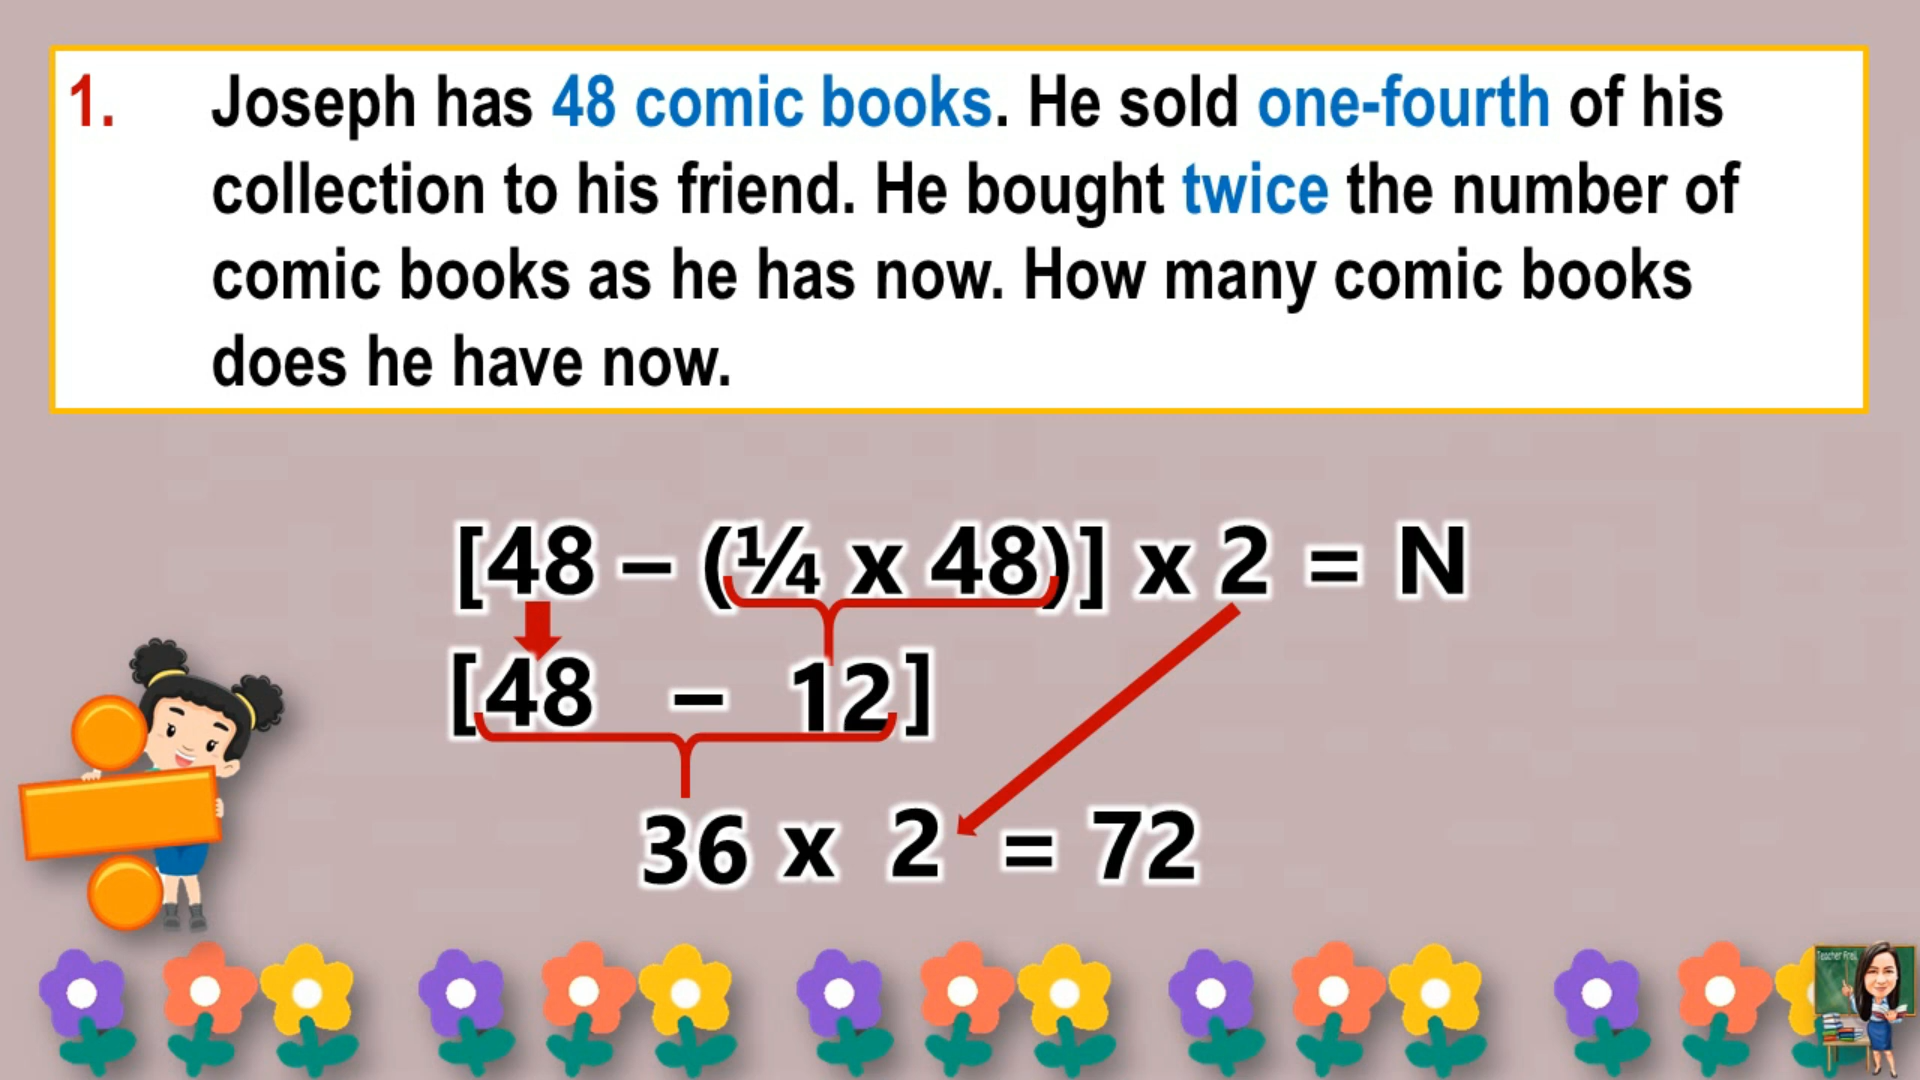 1. Joseph has 48 comic books. He sold one-fourth of his
collection to his friend. He bought twice the number of
comic books as he has now. How many comic books
does he have now.
[48 – (¼ x 48)] x 2 = N
[48 – 12]
36 x 2 = 72
Teacher